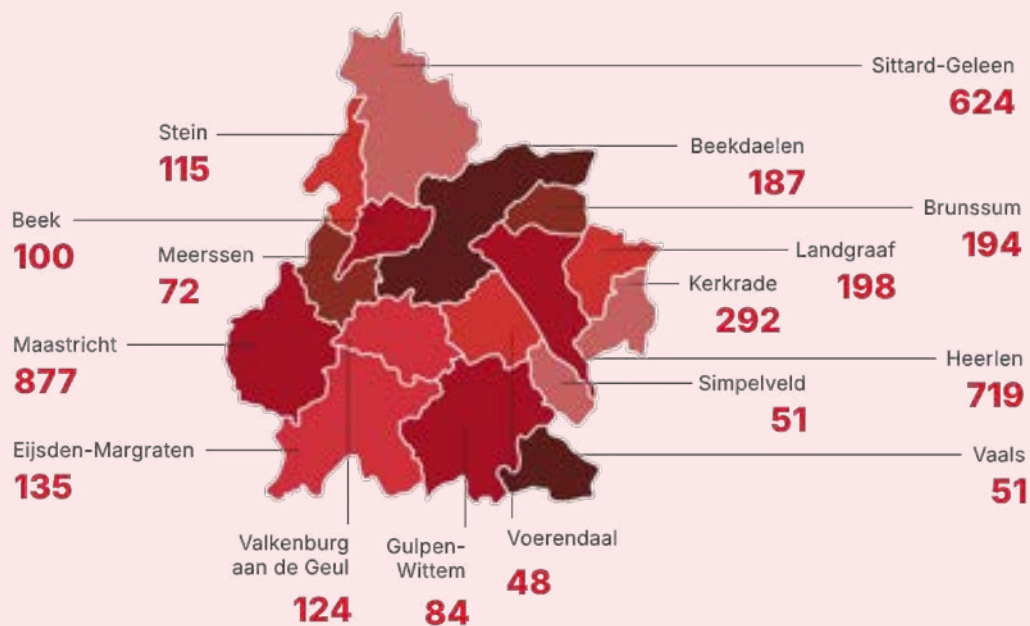 Sittard-Geleen
624
Stein
115
Beekdaelen
187
Beek
100
Brunssum
194
Meerssen
72
Landgraaf
198
Kerkrade
292
Maastricht
877
Heerlen
719
Simpelveld
51
Eijsden-Margraten
135
Vaals
51
Valkenburg
aan de Geul
124
Gulpen-
Wittem
84
Voerendaal
48